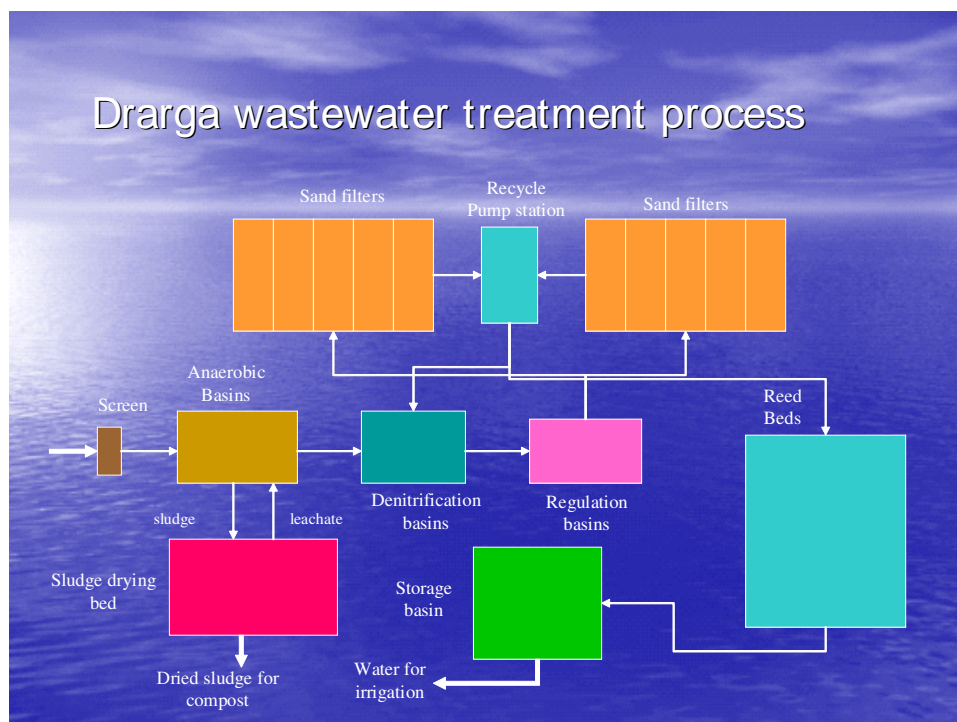 Drarga wastewater treatment process
Sand filters
Recycle
Pump station
Sand filters
Anaerobic
Basins
Screen
Reed
Beds
Denitrification
basins
Regulation
basins
sludge
leachate
Sludge drying
bed
Storage
basin
Dried sludge for
compost
Water for
irrigation